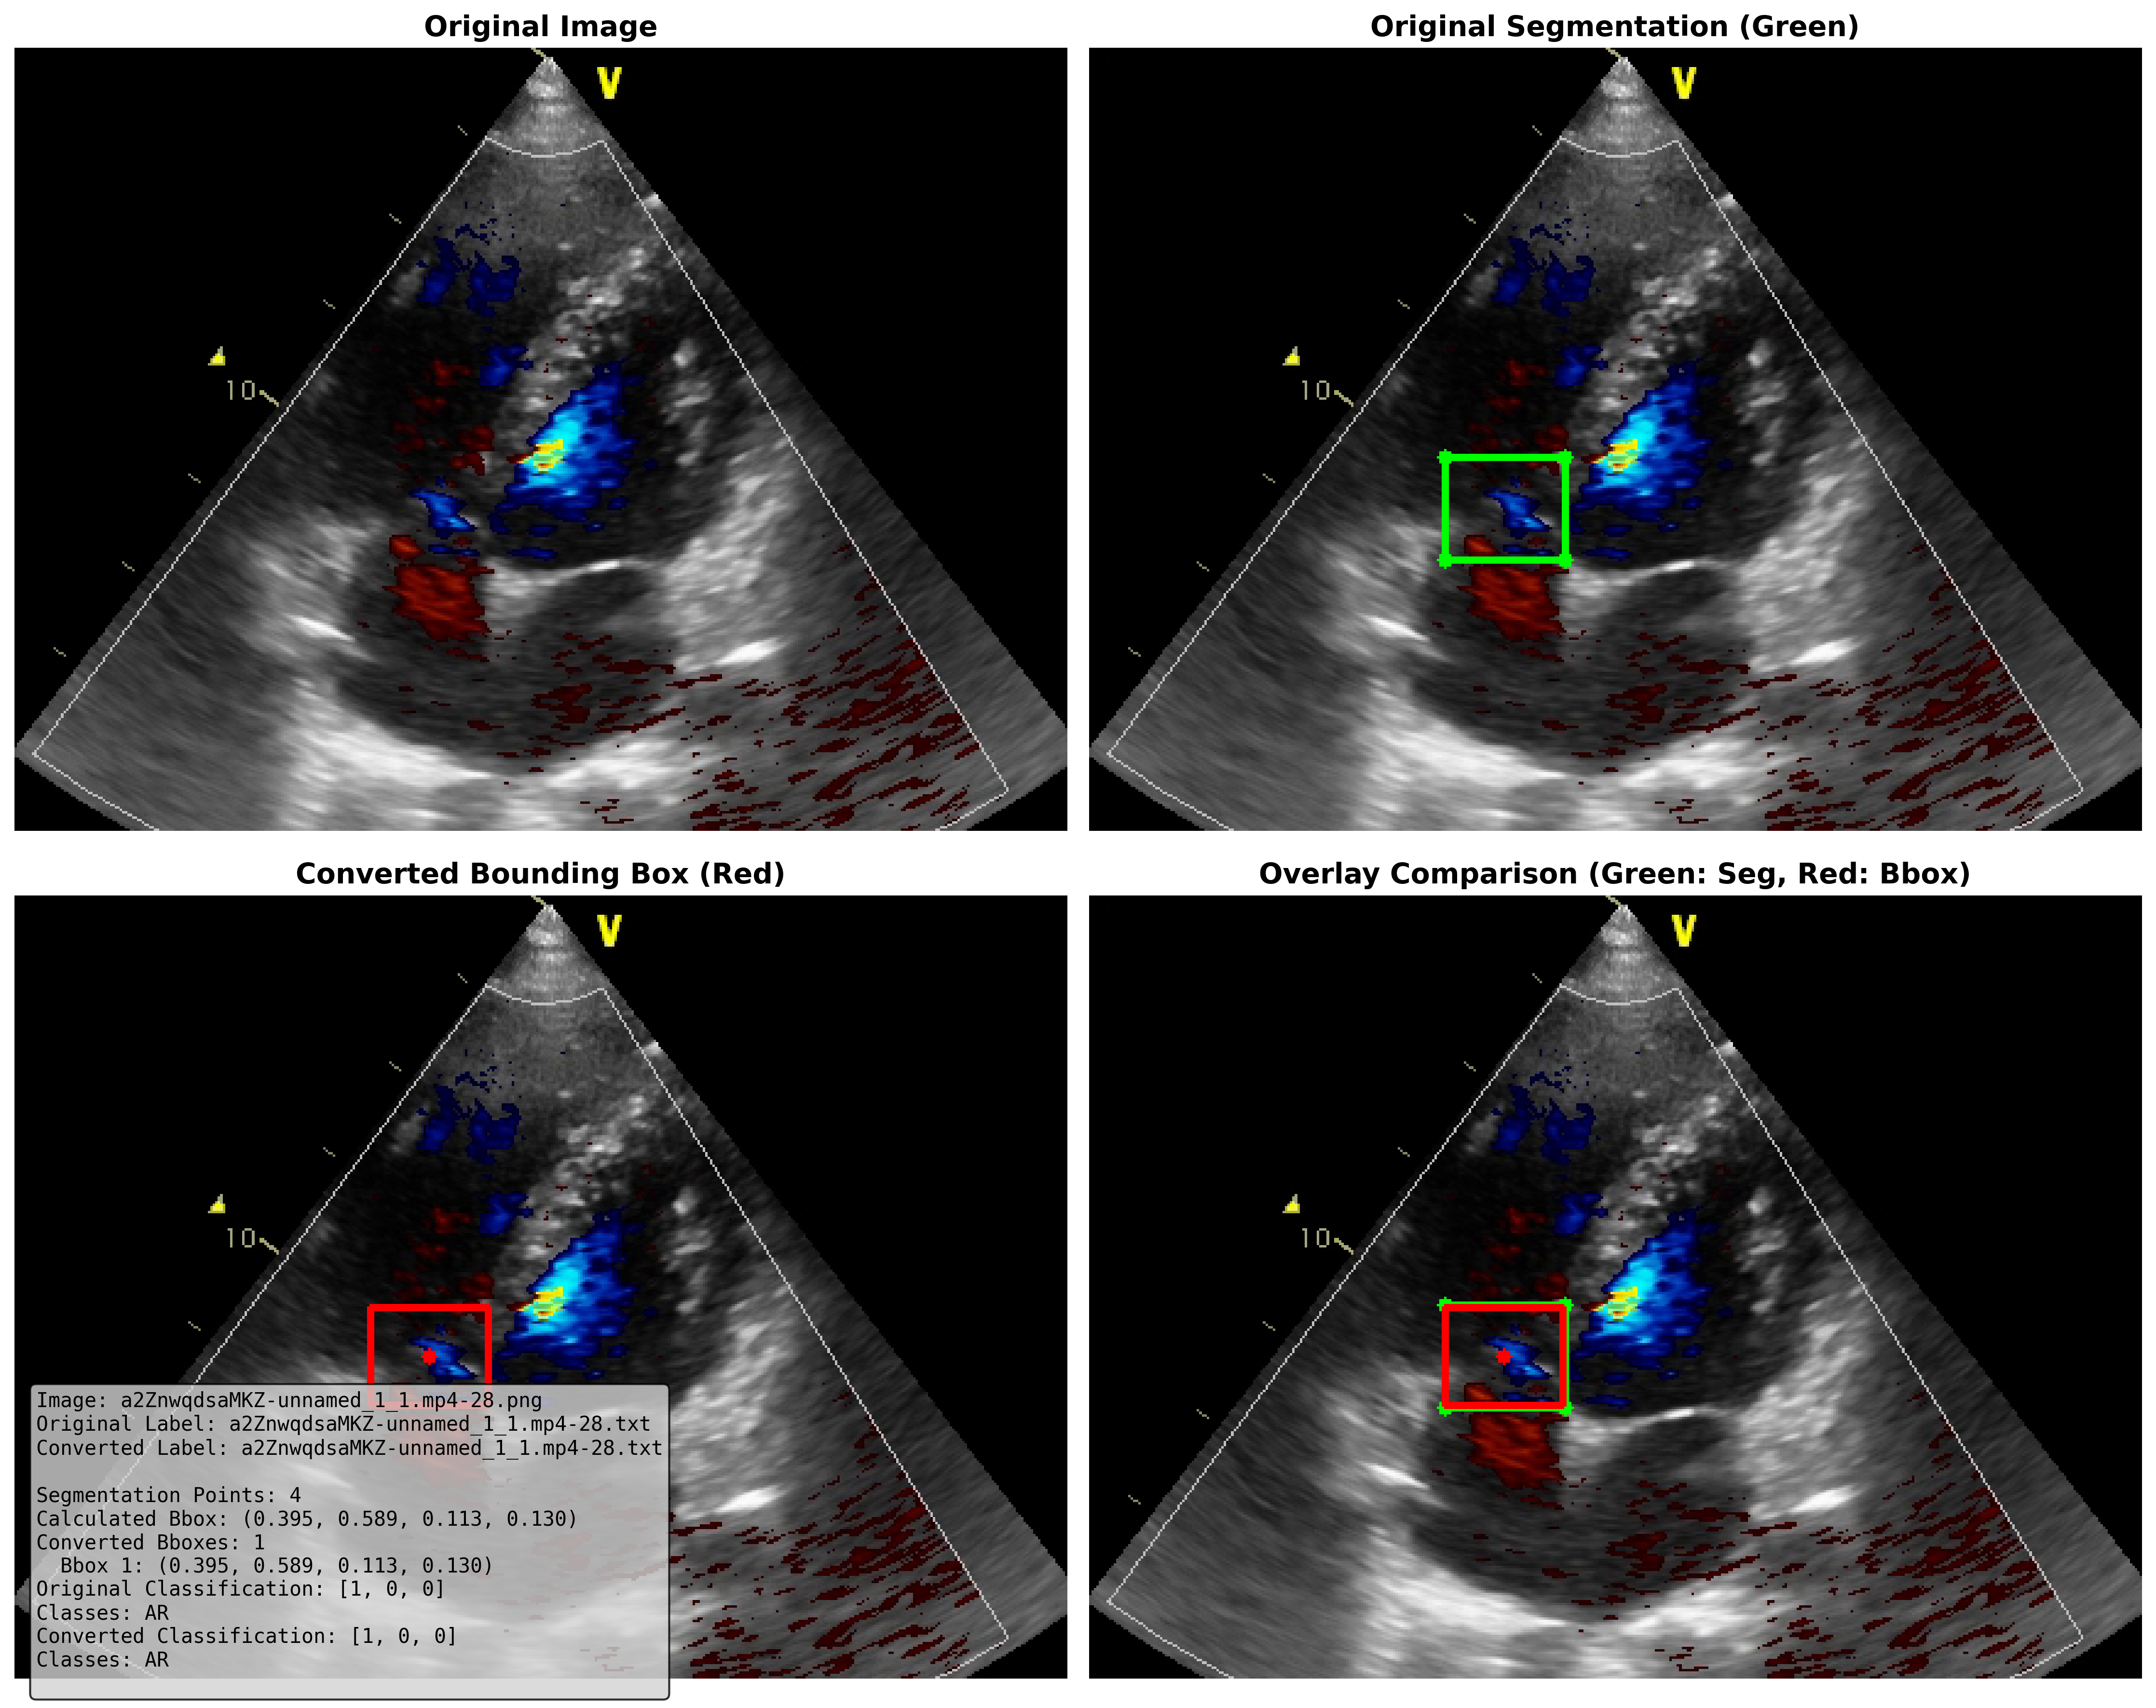 Original Image
Original Segmentation (Green)
V
10
V
10
Converted Bounding Box (Red)
Overlay Comparison (Green: Seg, Red: Bbox)
V
10
V
10
Image: a2ZnwqdsaMKZ-unnamed_1_1.mp4-28.png
Original Label: a2ZnwqdsaMKZ-unnamed_1_1.mp4-28.txt
Converted Label: a2ZnwqdsaMKZ-unnamed_1_1.mp4-28.txt
Segmentation Points: 4
Calculated Bbox: (0.395, 0.589, 0.113, 0.130)
Converted Bboxes: 1
Bbox 1: (0.395, 0.589, 0.113, 0.130)
Original Classification: [1, 0, 0]
Classes: AR
Converted Classification: [1, 0, 0]
Classes: AR